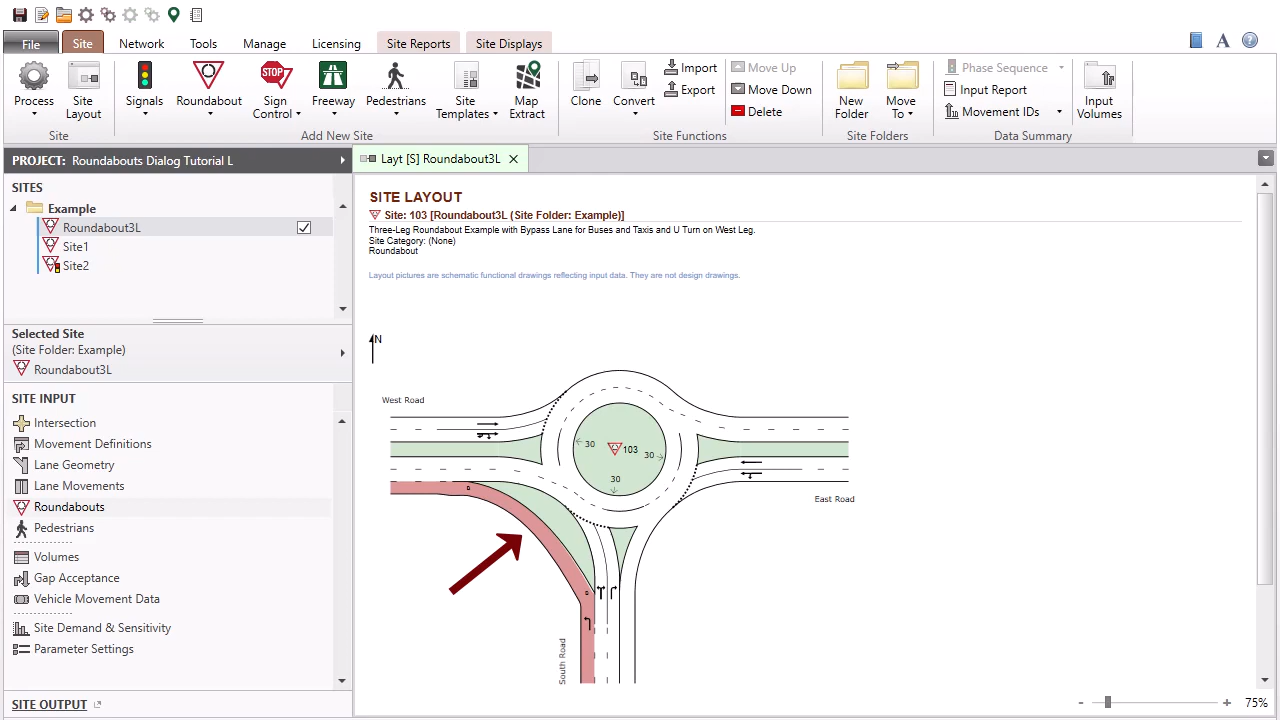 File
Site
Network
Tools
Manage
Licensing
Site Reports
Site Displays
Process
Site Layout
Site
Signals
Roundabout
Sign Control
Freeway
Pedestrians
Site Templates
Map Extract
Add New Site
Clone
Convert
Import
Export
Move Up
Move Down
Delete
Site Functions
New Folder
Move To
Site Folders
Phase Sequence
Input Report
Movement IDs
Data Summary
Input Volumes
PROJECT: Roundabouts Dialog Tutorial L
SITES
Example
Roundabout3L
Site1
Site2
Selected Site
(Site Folder: Example)
Roundabout3L
SITE INPUT
Intersection
Movement Definitions
Lane Geometry
Lane Movements
Roundabouts
Pedestrians
Volumes
Gap Acceptance
Vehicle Movement Data
Site Demand & Sensitivity
Parameter Settings
SITE OUTPUT
Layt [S] Roundabout3L
SITE LAYOUT
Site: 103 [Roundabout3L (Site Folder: Example)]
Three-Leg Roundabout Example with Bypass Lane for Buses and Taxis and U Turn on West Leg.
Site Category: (None)
Roundabout
Layout pictures are schematic functional drawings reflecting input data. They are not design drawings.
N
West Road
30
103
30
30
East Road
South Road
75%